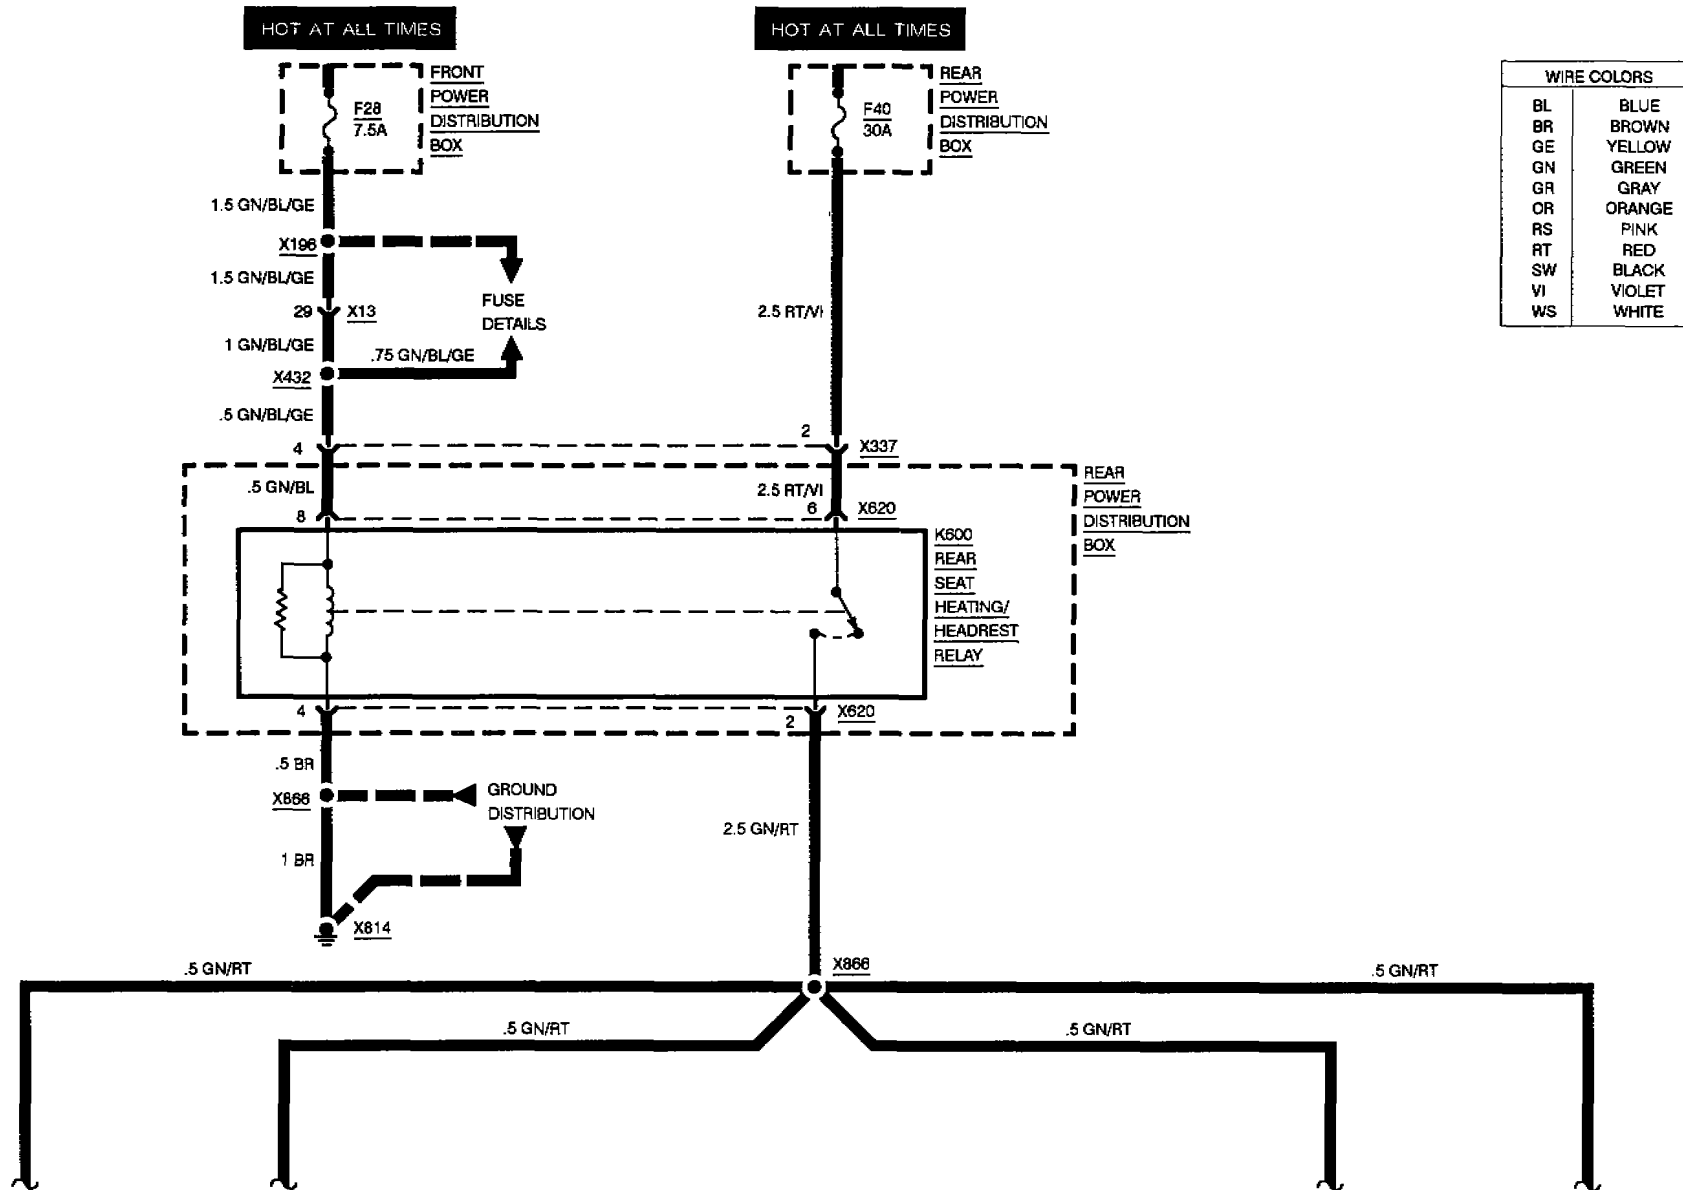 HOT AT ALL TIMES
HOT AT ALL TIMES
FRONT
POWER
DISTRIBUTION
BOX
F28
7.5A
REAR
POWER
DISTRIBUTION
BOX
F40
30A
WIRE COLORS
BL BLUE
BR BROWN
GE YELLOW
GN GREEN
GR GRAY
OR ORANGE
RS PINK
RT RED
SW BLACK
VI VIOLET
WS WHITE
1.5 GN/BL/GE
X196
1.5 GN/BL/GE
29 X13
FUSE
DETAILS
2.5 RT/VI
1 GN/BL/GE
.75 GN/BL/GE
X432
.5 GN/BL/GE
4
2 X337
.5 GN/BL
2.5 RT/VI
REAR
POWER
DISTRIBUTION
BOX
8
6 X620
K600
REAR
SEAT
HEATING/
HEADREST
RELAY
4
2 X620
.5 BR
X866
GROUND
DISTRIBUTION
2.5 GN/RT
1 BR
X814
.5 GN/RT
X866
.5 GN/RT
.5 GN/RT
.5 GN/RT